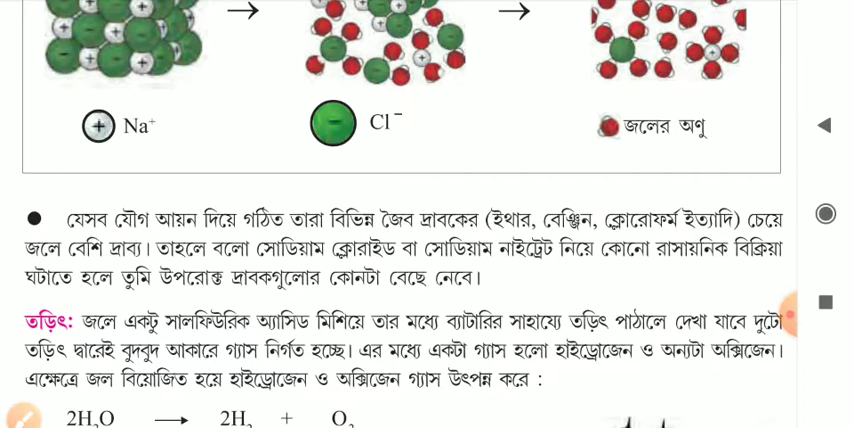 Na⁺
Cl⁻
জলের অণু
● যেসব যৌগ আয়ন দিয়ে গঠিত তারা বিভিন্ন জৈব দ্রাবকের (ইথার, বেঞ্জিন, ক্লোরোফর্ম ইত্যাদি) চেয়ে
জলে বেশি দ্রাব্য। তাহলে বলো সোডিয়াম ক্লোরাইড বা সোডিয়াম নাইট্রেট নিয়ে কোনো রাসায়নিক বিক্রিয়া
ঘটাতে হলে তুমি উপরোক্ত দ্রাবকগুলোর কোনটা বেছে নেবে।
তড়িৎ: জলে একটু সালফিউরিক অ্যাসিড মিশিয়ে তার মধ্যে ব্যাটারির সাহায্যে তড়িৎ পাঠালে দেখা যাবে দুটো
তড়িৎ দ্বারেই বুদবুদ আকারে গ্যাস নির্গত হচ্ছে। এর মধ্যে একটা গ্যাস হলো হাইড্রোজেন ও অন্যটা অক্সিজেন।
এক্ষেত্রে জল বিয়োজিত হয়ে হাইড্রোজেন ও অক্সিজেন গ্যাস উৎপন্ন করে :
2H₂O → 2H₂ + O₂